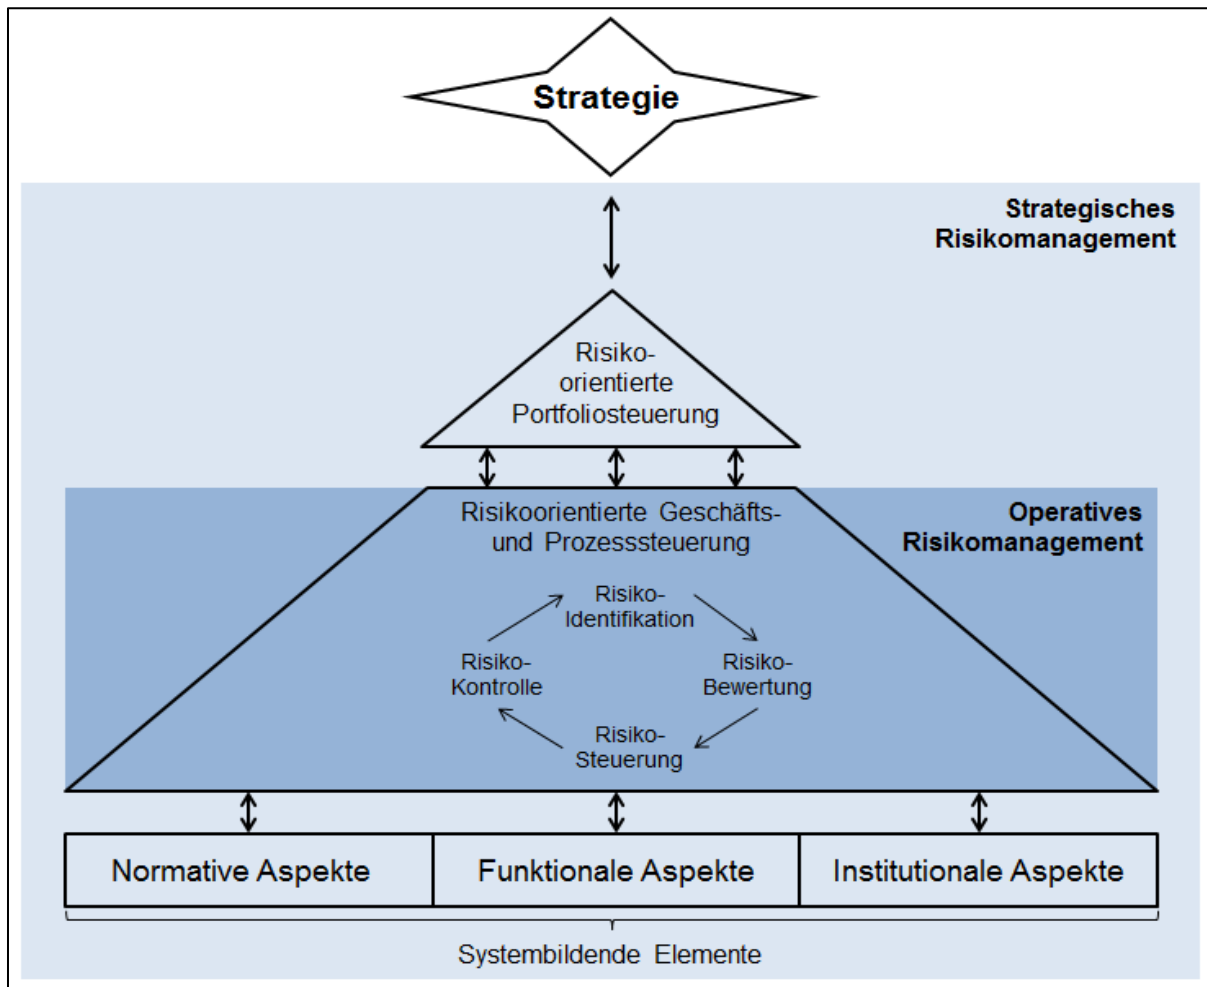 Strategie
Strategisches
Risikomanagement
Risiko-
orientierte
Portfoliosteuerung
Risikoorientierte Geschäfts-
und Prozesssteuerung
Operatives
Risikomanagement
Risiko-
Identifikation
Risiko-
Kontrolle
Risiko-
Bewertung
Risiko-
Steuerung
Normative Aspekte
Funktionale Aspekte
Institutionale Aspekte
Systembildende Elemente